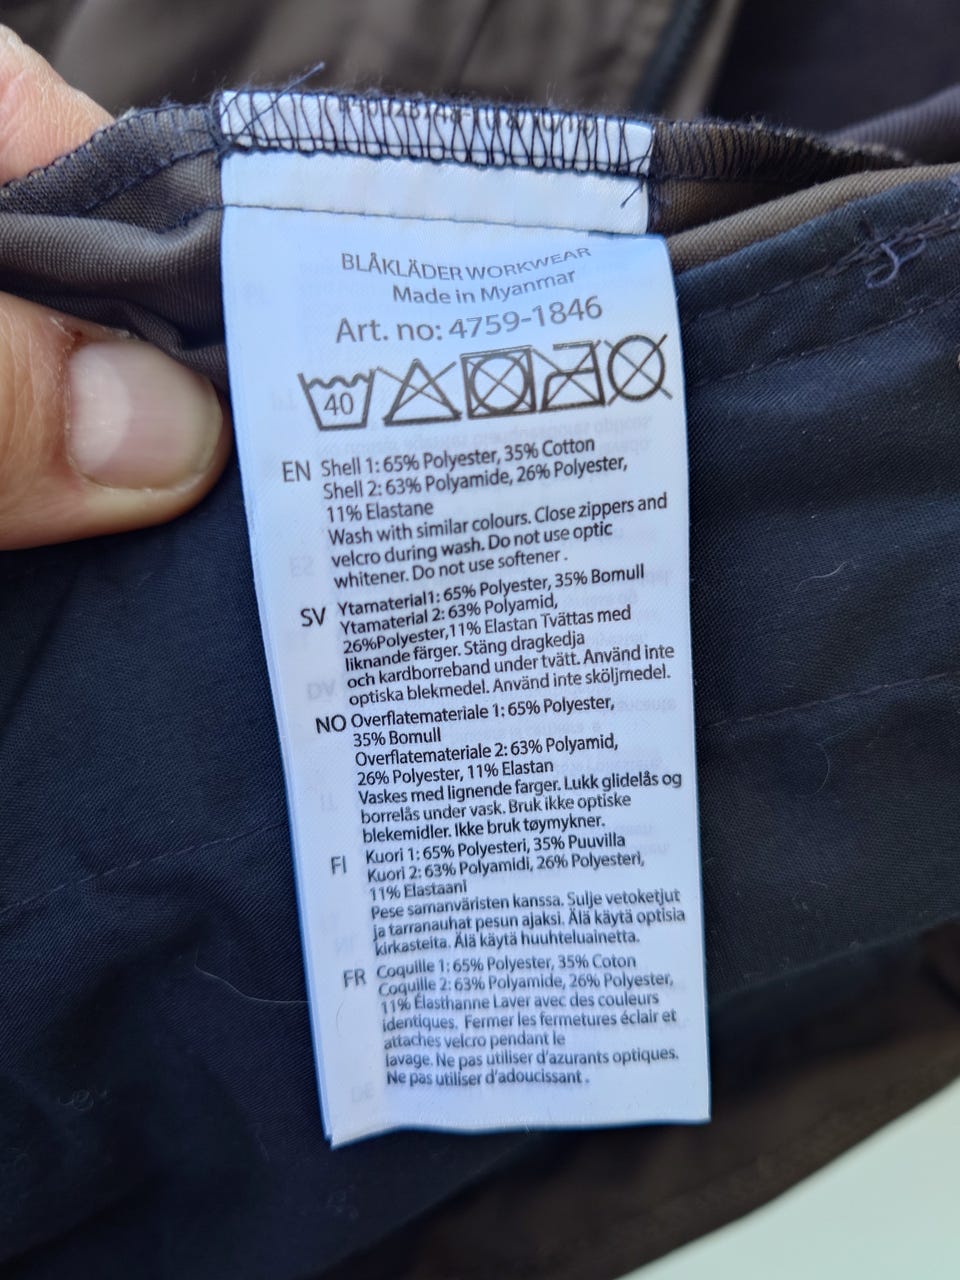 BLÅKLÄDER WORKWEAR
Made in Myanmar
Art. no: 4759-1846
40
EN Shell 1: 65% Polyester, 35% Cotton
Shell 2: 63% Polyamide, 26% Polyester,
11% Elastane
Wash with similar colours. Close zippers and
velcro during wash. Do not use optic
whitener. Do not use softener .
SV Ytamaterial1: 65% Polyester, 35% Bomull
Ytamaterial 2: 63% Polyamid,
26%Polyester,11% Elastan Tvättas med
liknande färger. Stäng dragkedja
och kardborreband under tvätt. Använd inte
optiska blekmedel. Använd inte sköljmedel.
NO Overflatemateriale 1: 65% Polyester,
35% Bomull
Overflatemateriale 2: 63% Polyamid,
26% Polyester, 11% Elastan
Vaskes med lignende farger. Lukk glidelås og
borrelås under vask. Bruk ikke optiske
blekemidler. Ikke bruk tøymykner.
FI Kuori 1: 65% Polyesteri, 35% Puuvilla
Kuori 2: 63% Polyamidi, 26% Polyesteri,
11% Elastaani
Pese samanväristen kanssa. Sulje vetoketjut
ja tarranauhat pesun ajaksi. Älä käytä optisia
kirkasteita. Älä käytä huuhteluainetta.
FR Coquille 1: 65% Polyester, 35% Coton
Coquille 2: 63% Polyamide, 26% Polyester,
11% Élasthanne Laver avec des couleurs
identiques. Fermer les fermetures éclair et
attaches velcro pendant le
lavage. Ne pas utiliser d'azurants optiques.
Ne pas utiliser d'adoucissant .